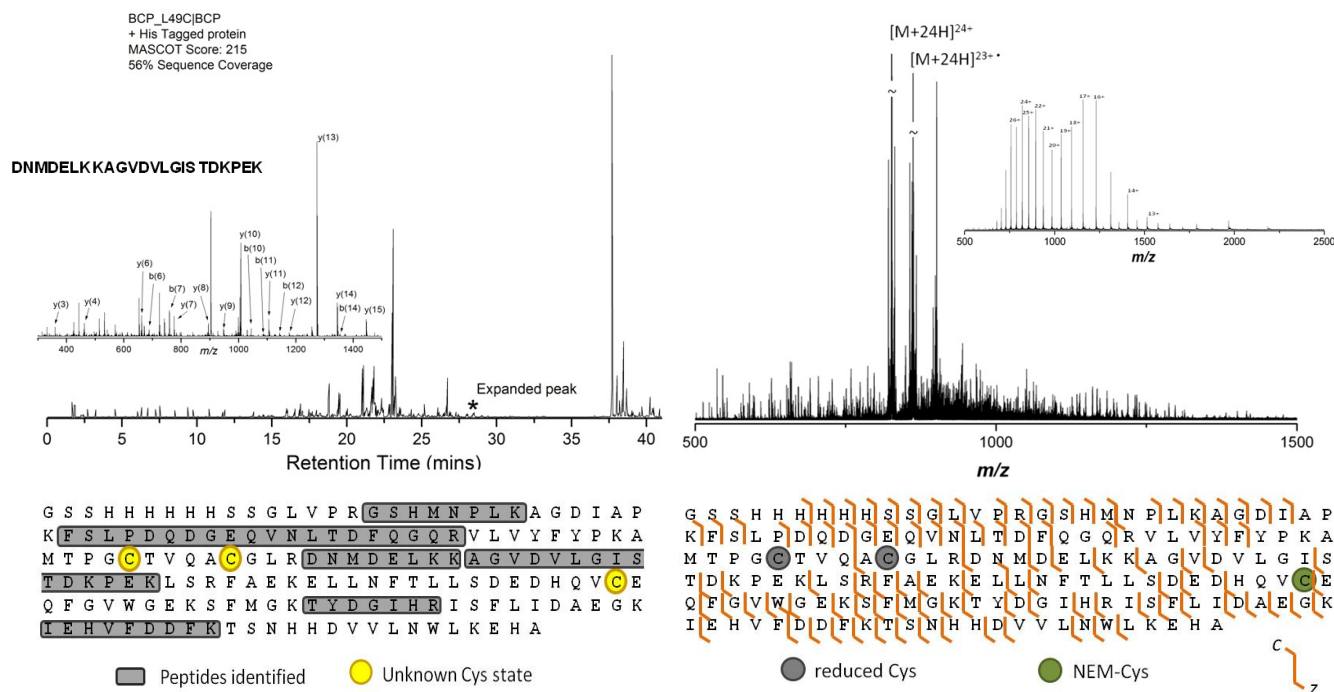 BCP_L49C|BCP
+ His Tagged protein
MASCOT Score: 215
56% Sequence Coverage
DNMDELKKAGVDVLGISTDKPEK
y(3)
y(4)
y(6)
b(6)
b(7)
y(7)
y(8)
y(9)
y(10)
b(10)
b(11)
y(11)
b(12)
y(12)
y(13)
y(14)
b(14)
y(15)
400 600 800 1000 1200 1400
m/z
* Expanded peak
0 5 10 15 20 25 30 35 40
Retention Time (mins)
G S S H H H H H H S S G L V P R G S H M N P L K A G D I A P
K F S L P D Q D G E Q V N L T D F Q G Q R V L V Y F Y P K A
M T P G C T V Q A C G L R D N M D E L K K A G V D V L G I S
T D K P E K L S R F A E K E L L N F T L L S D E D H Q V C E
Q F G V W G E K S F M G K T Y D G I H R I S F L I D A E G K
I E H V F D D F K T S N H H D V V L N W L K E H A
Peptides identified
Unknown Cys state
[M+24H]24+
[M+24H]23+•
~
~
26+
25+
24+
22+
21+
20+
19+
18+
17+
16+
14+
13+
500 1000 1500 2000 2500
m/z
500 1000 1500
m/z
G S S H H H H H H S S G L V P R G S H M N P L K A G D I A P
K F S L P D Q D G E Q V N L T D F Q G Q R V L V Y F Y P K A
M T P G C T V Q A C G L R D N M D E L K K A G V D V L G I S
T D K P E K L S R F A E K E L L N F T L L S D E D H Q V C E
Q F G V W G E K S F M G K T Y D G I H R I S F L I D A E G K
I E H V F D D F K T S N H H D V V L N W L K E H A
reduced Cys
NEM-Cys
c
z